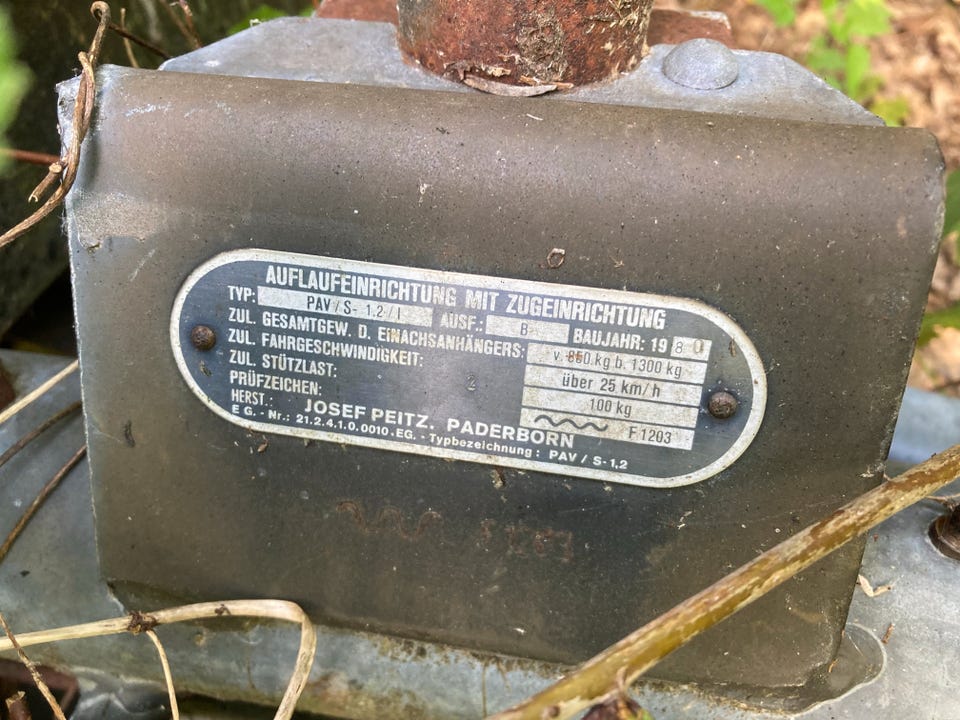 AUFLAUFEINRICHTUNG MIT ZUGEINRICHTUNG
TYP: PAV/S-1.2/I AUSF.: B BAUJAHR: 1980
ZUL. GESAMTGEW. D. EINACHSANHÄNGERS: v. 850 kg b. 1300 kg
ZUL. FAHRGESCHWINDIGKEIT: über 25 km/h
ZUL. STÜTZLAST: 100 kg
PRÜFZEICHEN: F 1203
HERST.: JOSEF PEITZ. PADERBORN
EG.-Nr.: 21.2.4.1.0.0010.EG.-Typbezeichnung: PAV/S-1,2